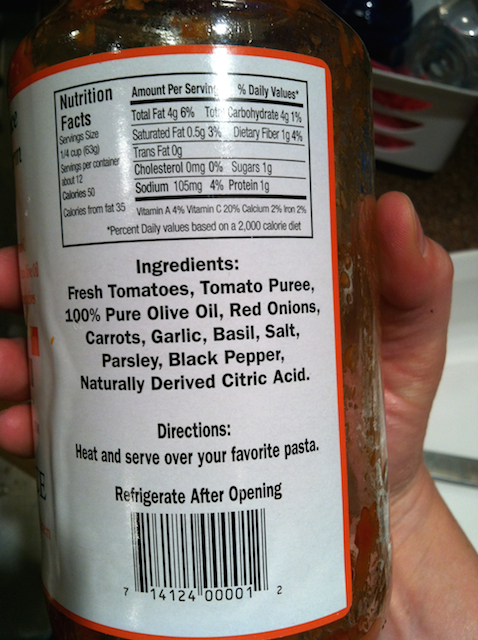 Nutrition Facts
Servings Size
1/4 cup (63g)
Servings per container
about 12
Calories 50
Calories from fat 35
Amount Per Serving % Daily Values*
Total Fat 4g 6% Total Carbohydrate 4g 1%
Saturated Fat 0.5g 3% Dietary Fiber 1g 4%
Trans Fat 0g
Cholesterol 0mg 0% Sugars 1g
Sodium 105mg 4% Protein 1g
Vitamin A 4% Vitamin C 20% Calcium 2% Iron 2%
*Percent Daily values based on a 2,000 calorie diet
Ingredients:
Fresh Tomatoes, Tomato Puree,
100% Pure Olive Oil, Red Onions,
Carrots, Garlic, Basil, Salt,
Parsley, Black Pepper,
Naturally Derived Citric Acid.
Directions:
Heat and serve over your favorite pasta.
Refrigerate After Opening
7 14124 00001 2